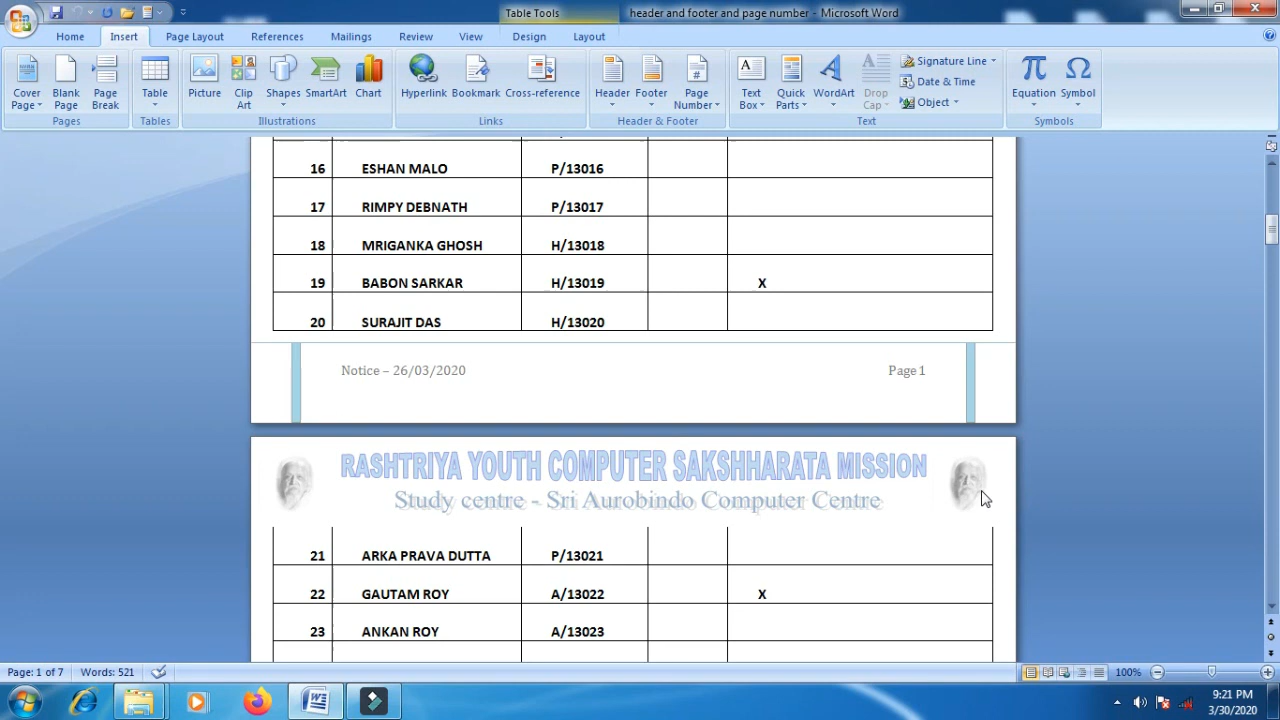 Table Tools
header and footer and page number - Microsoft Word
Home Insert Page Layout References Mailings Review View Design Layout
Cover Page Blank Page Page Break
Pages
Table
Tables
Picture Clip Art Shapes SmartArt Chart
Illustrations
Hyperlink Bookmark Cross-reference
Links
Header Footer Page Number
Header & Footer
Text Box Quick Parts WordArt Drop Cap
Signature Line
Date & Time
Object
Text
Equation Symbol
Symbols
16 ESHAN MALO P/13016
17 RIMPY DEBNATH P/13017
18 MRIGANKA GHOSH H/13018
19 BABON SARKAR H/13019 X
20 SURAJIT DAS H/13020
Notice – 26/03/2020 Page 1
RASHTRIYA YOUTH COMPUTER SAKSHHARATA MISSION
Study centre - Sri Aurobindo Computer Centre
21 ARKA PRAVA DUTTA P/13021
22 GAUTAM ROY A/13022 X
23 ANKAN ROY A/13023
Page: 1 of 7 Words: 521 100%
9:21 PM
3/30/2020